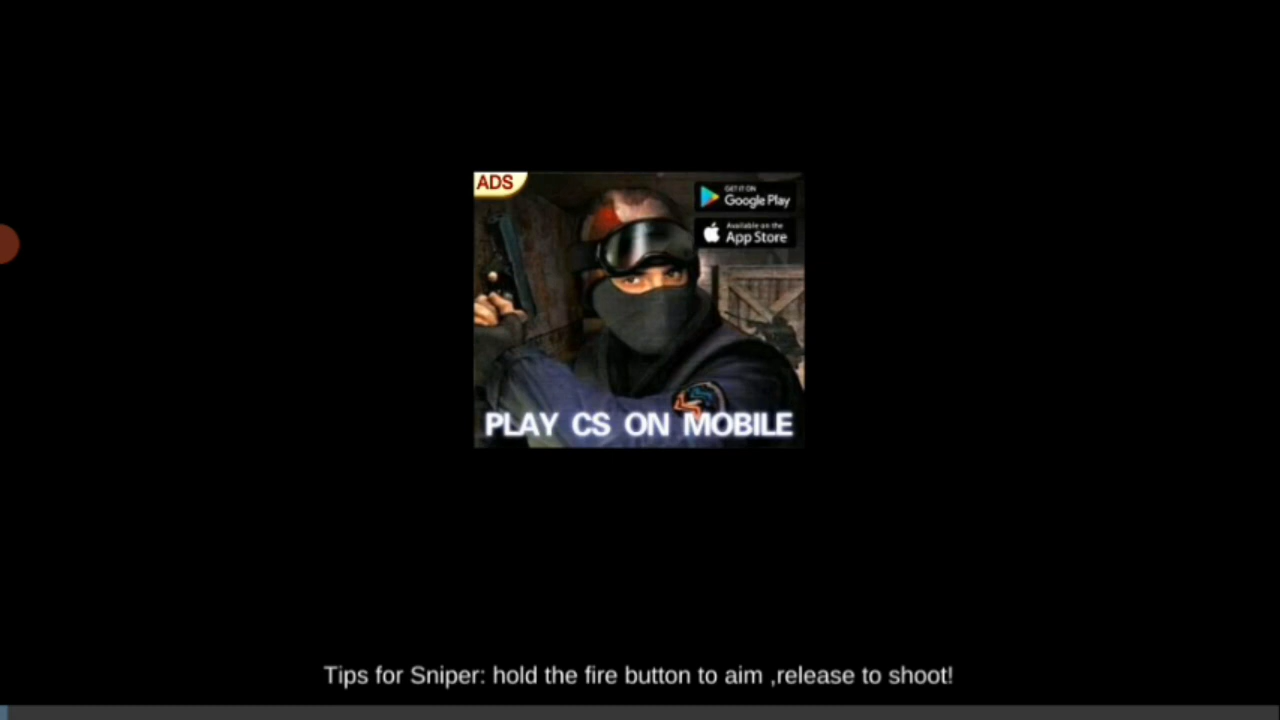 ADS
GET IT ON
Google Play
Available on the
App Store
PLAY CS ON MOBILE
Tips for Sniper: hold the fire button to aim ,release to shoot!